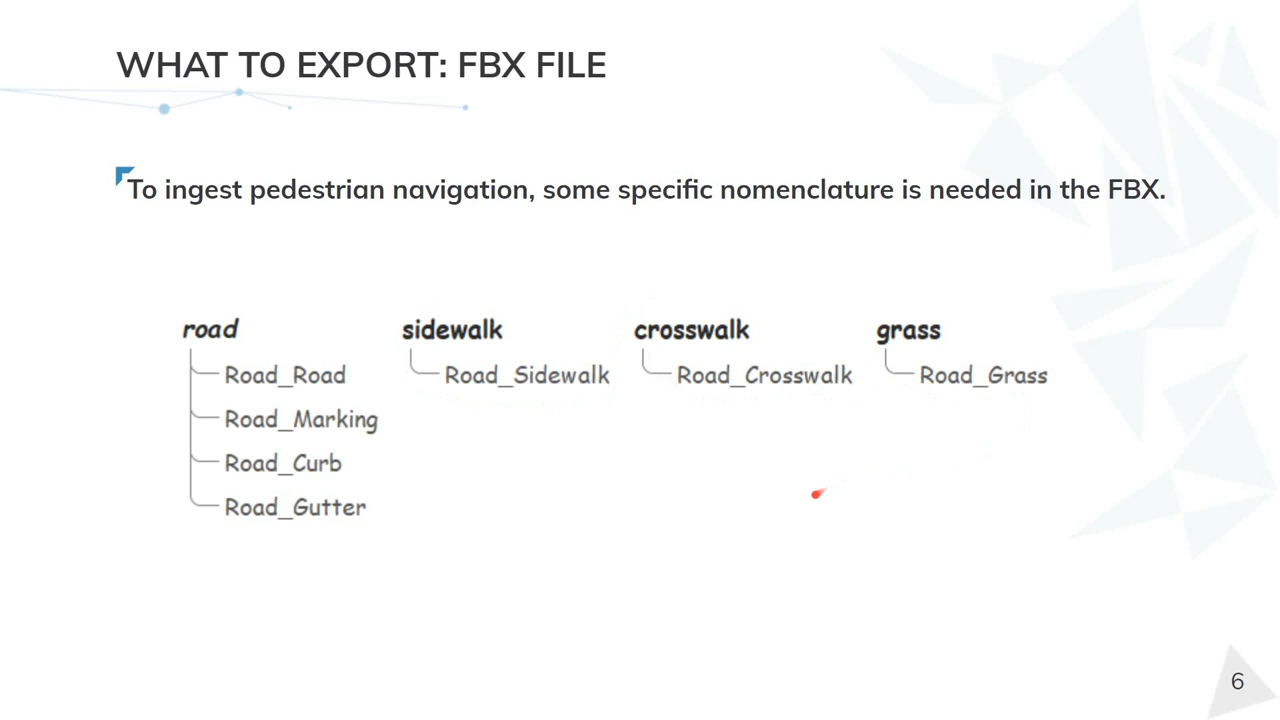 WHAT TO EXPORT: FBX FILE
To ingest pedestrian navigation, some specific nomenclature is needed in the FBX.
road
Road_Road
Road_Marking
Road_Curb
Road_Gutter
sidewalk
Road_Sidewalk
crosswalk
Road_Crosswalk
grass
Road_Grass
6